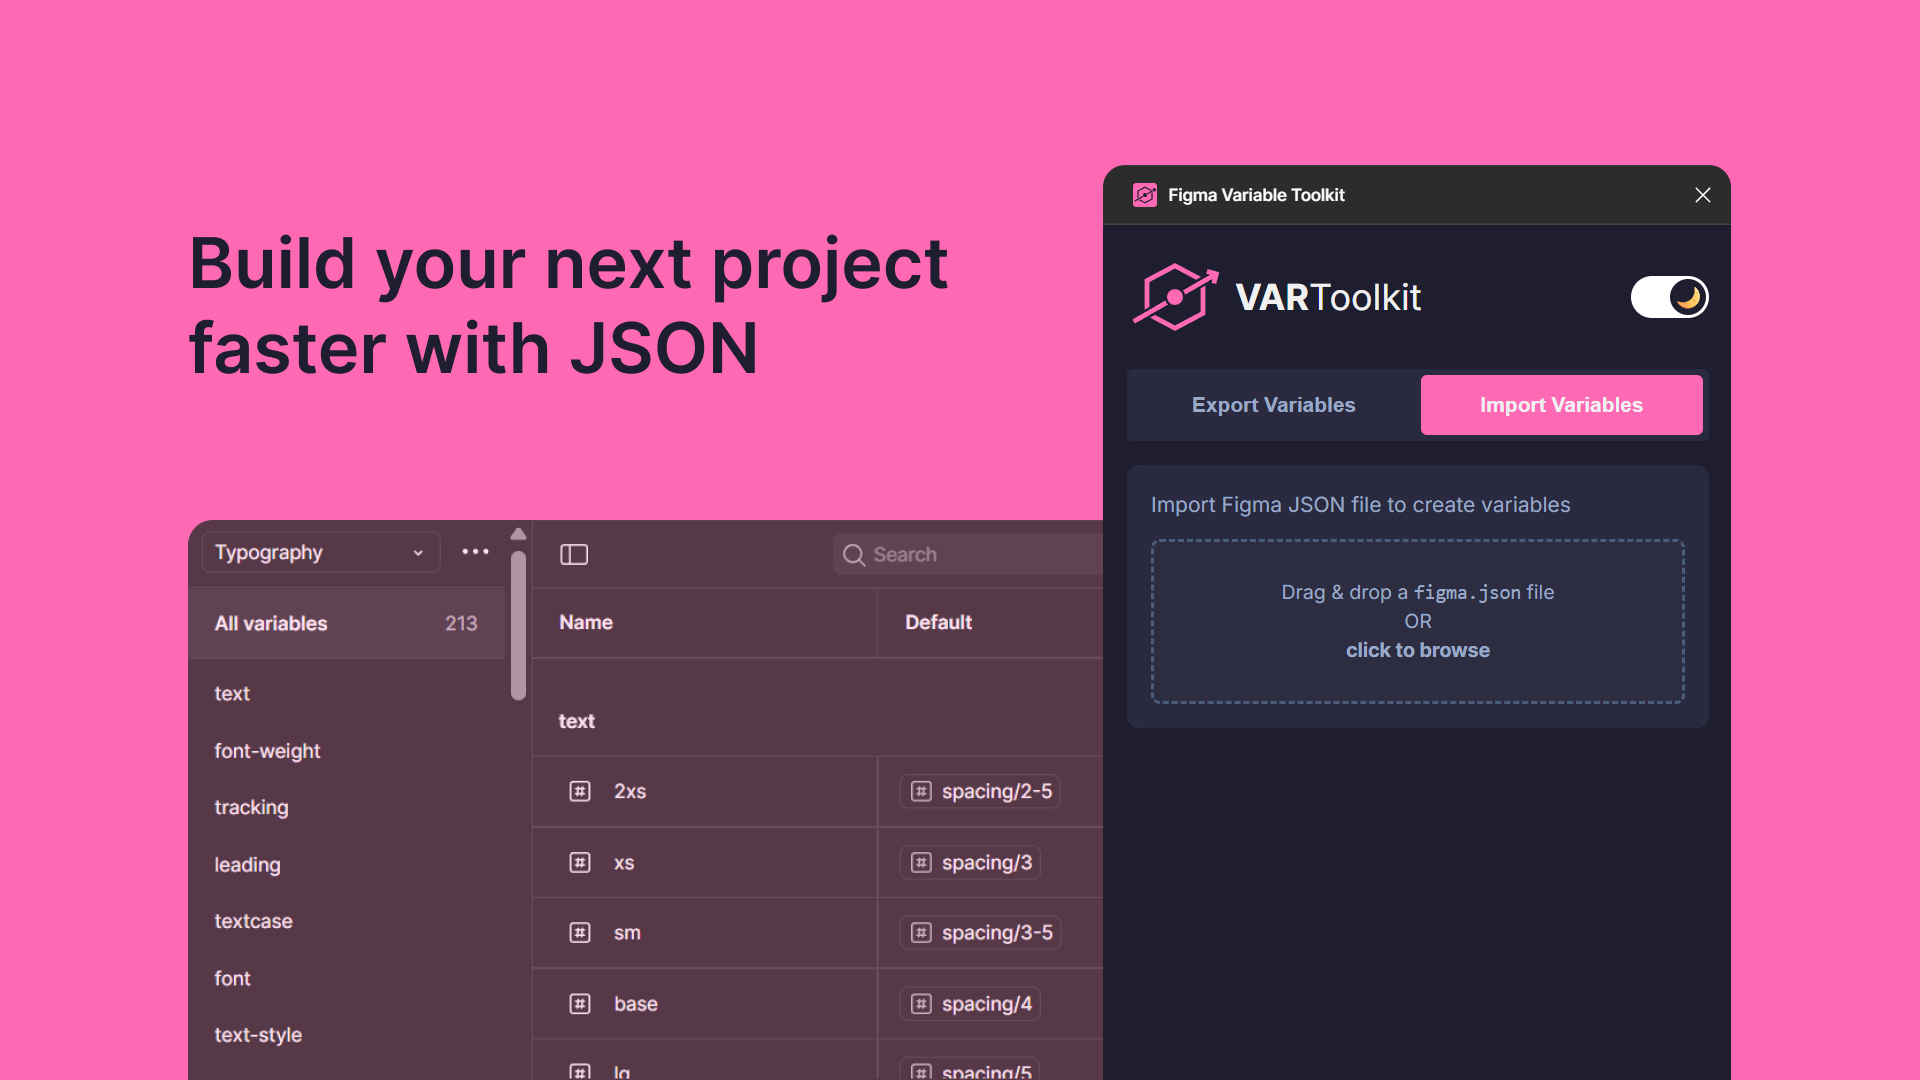 Build your next project
faster with JSON
Typography
All variables 213
text
font-weight
tracking
leading
textcase
font
text-style
Search
Name Default
text
2xs spacing/2-5
xs spacing/3
sm spacing/3-5
base spacing/4
lg spacing/5
Figma Variable Toolkit
VARToolkit
Export Variables Import Variables
Import Figma JSON file to create variables
Drag & drop a figma.json file
OR
click to browse